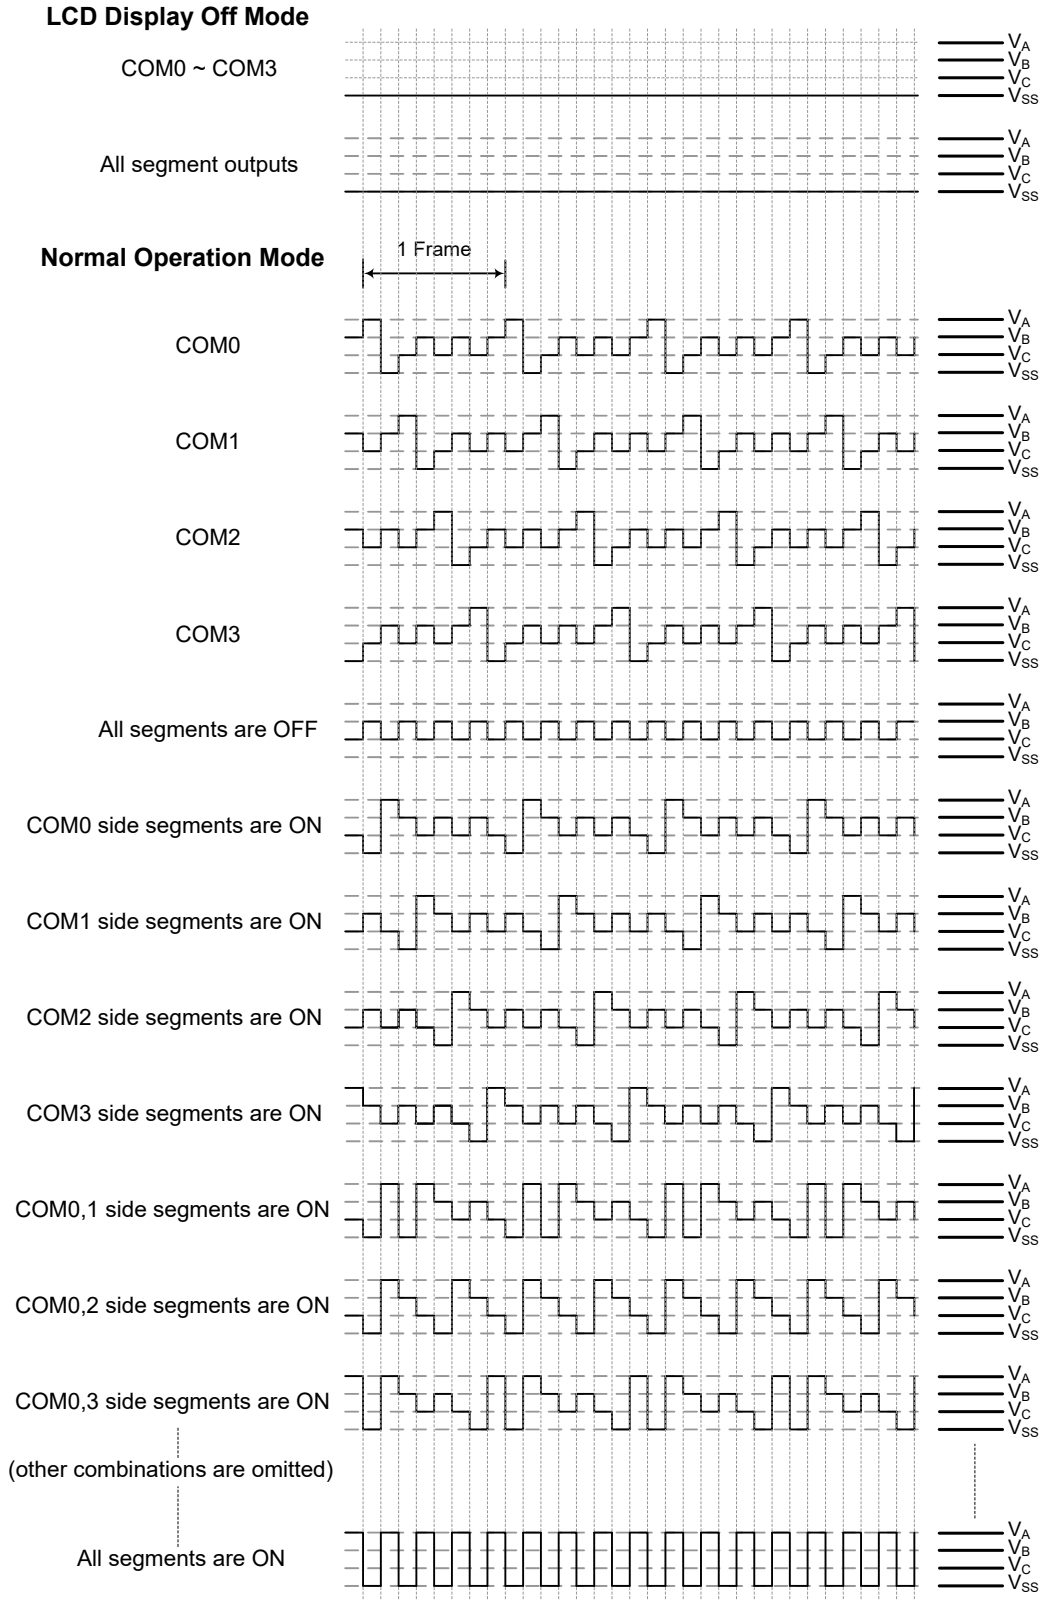 LCD Display Off Mode
COM0 ~ COM3
VA
VB
VC
VSS
All segment outputs
VA
VB
VC
VSS
Normal Operation Mode
1 Frame
COM0
VA
VB
VC
VSS
COM1
VA
VB
VC
VSS
COM2
VA
VB
VC
VSS
COM3
VA
VB
VC
VSS
All segments are OFF
VA
VB
VC
VSS
COM0 side segments are ON
VA
VB
VC
VSS
COM1 side segments are ON
VA
VB
VC
VSS
COM2 side segments are ON
VA
VB
VC
VSS
COM3 side segments are ON
VA
VB
VC
VSS
COM0,1 side segments are ON
VA
VB
VC
VSS
COM0,2 side segments are ON
VA
VB
VC
VSS
COM0,3 side segments are ON
VA
VB
VC
VSS
(other combinations are omitted)
All segments are ON
VA
VB
VC
VSS